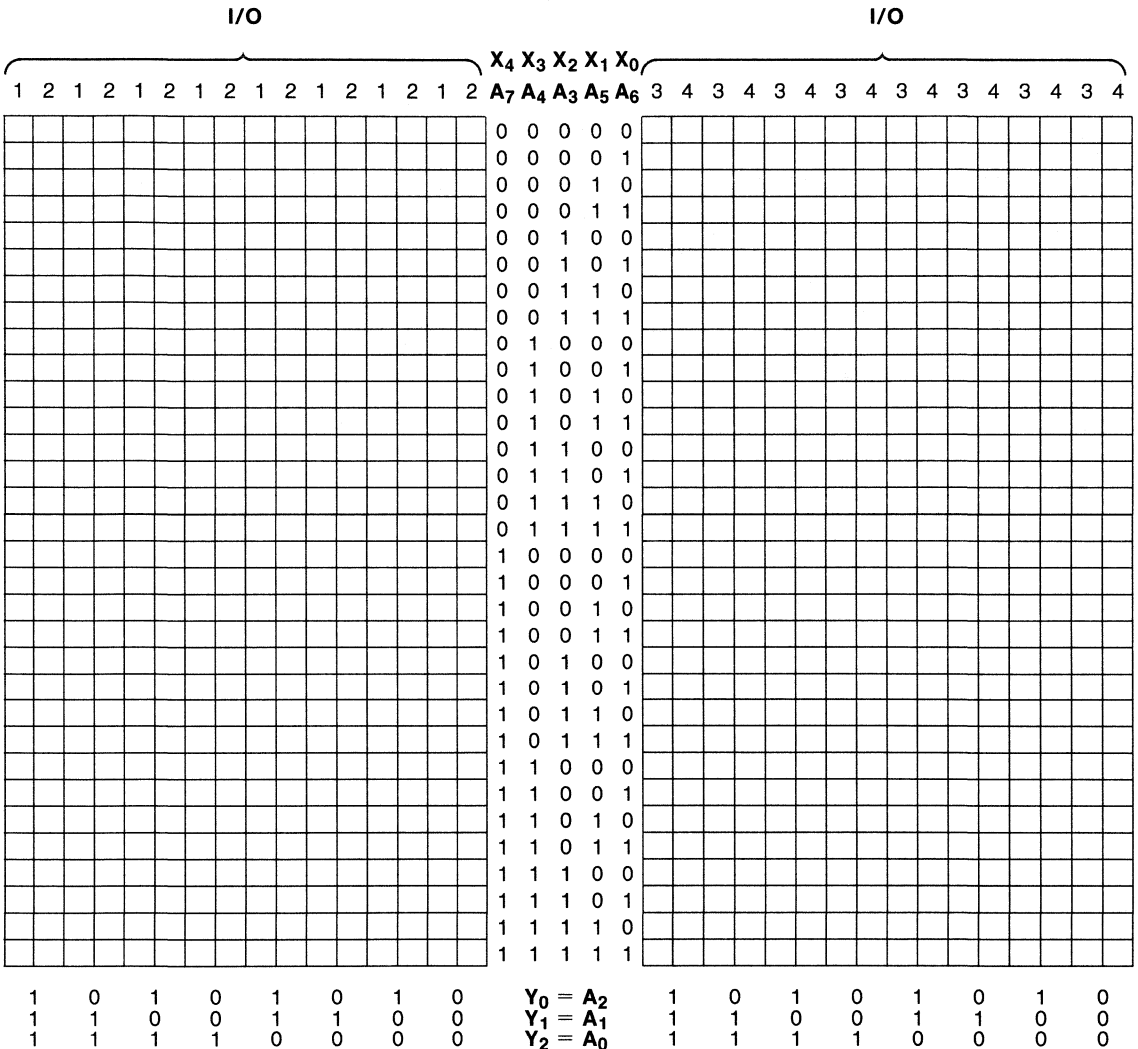 I/O I/O
X4 X3 X2 X1 X0
1 2 1 2 1 2 1 2 1 2 1 2 1 2 1 2 A7 A4 A3 A5 A6 3 4 3 4 3 4 3 4 3 4 3 4 3 4 3 4
0 0 0 0 0
0 0 0 0 1
0 0 0 1 0
0 0 0 1 1
0 0 1 0 0
0 0 1 0 1
0 0 1 1 0
0 0 1 1 1
0 1 0 0 0
0 1 0 0 1
0 1 0 1 0
0 1 0 1 1
0 1 1 0 0
0 1 1 0 1
0 1 1 1 0
0 1 1 1 1
1 0 0 0 0
1 0 0 0 1
1 0 0 1 0
1 0 0 1 1
1 0 1 0 0
1 0 1 0 1
1 0 1 1 0
1 0 1 1 1
1 1 0 0 0
1 1 0 0 1
1 1 0 1 0
1 1 0 1 1
1 1 1 0 0
1 1 1 0 1
1 1 1 1 0
1 1 1 1 1
1 0 1 0 1 0 1 0 Y0 = A2 1 0 1 0 1 0 1 0
1 1 0 0 1 1 0 0 Y1 = A1 1 1 0 0 1 1 0 0
1 1 1 1 0 0 0 0 Y2 = A0 1 1 1 1 0 0 0 0